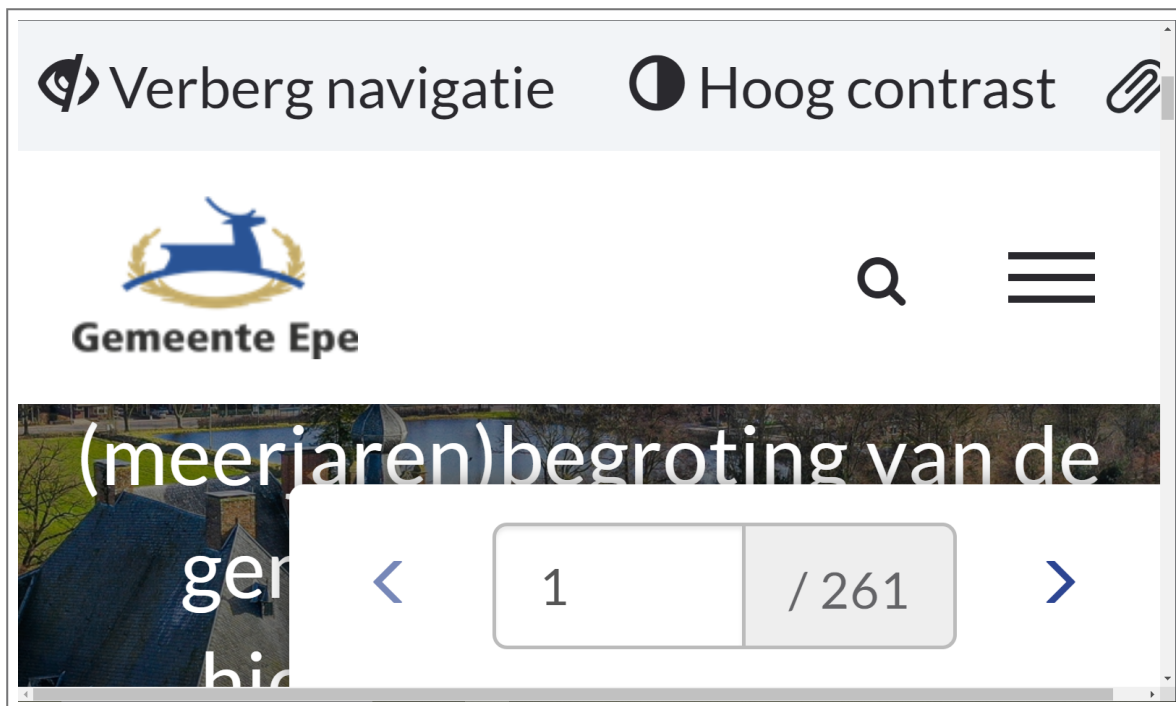 Verberg navigatie Hoog contrast
Gemeente Epe
(meerjaren)begroting van de
1 / 261